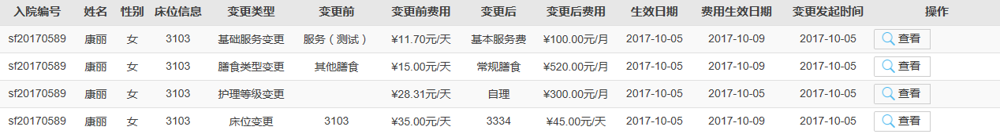 入院编号 姓名 性别 床位信息 变更类型 变更前 变更前费用 变更后 变更后费用 生效日期 费用生效日期 变更发起时间 操作
sf20170589 康丽 女 3103 基础服务变更 服务（测试） ¥11.70元/天 基本服务费 ¥100.00元/月 2017-10-05 2017-10-09 2017-10-05 查看
sf20170589 康丽 女 3103 膳食类型变更 其他膳食 ¥15.00元/天 常规膳食 ¥520.00元/月 2017-10-05 2017-10-09 2017-10-05 查看
sf20170589 康丽 女 3103 护理等级变更 ¥28.31元/天 自理 ¥300.00元/月 2017-10-05 2017-10-09 2017-10-05 查看
sf20170589 康丽 女 3103 床位变更 3103 ¥35.00元/天 3334 ¥45.00元/天 2017-10-05 2017-10-09 2017-10-05 查看